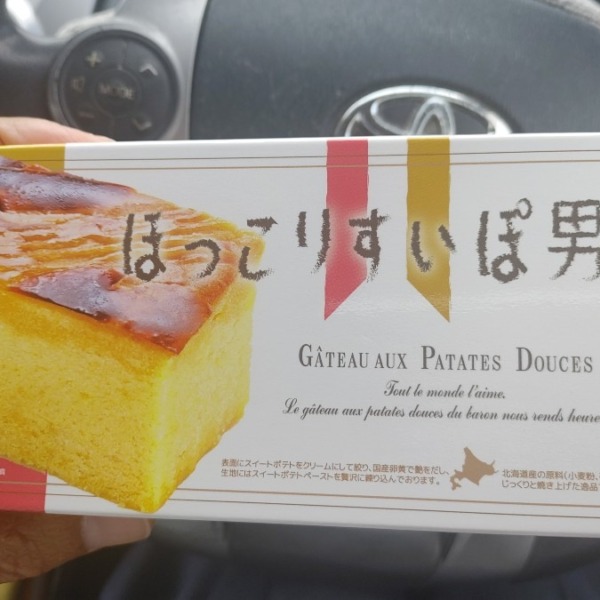 MODE
ほっこりすいぽ男
GÂTEAU AUX PATATES DOUCES
Tout le monde l'aime.
Le gâteau aux patates douces du baron nous rends heure
表面にスイートポテトをクリームにして絞り、国産卵黄で艶をだし、
生地にはスイートポテトペーストを贅沢に練り込んでおります。
北海道産の原料(小麦粉、
じっくりと焼き上げた逸品